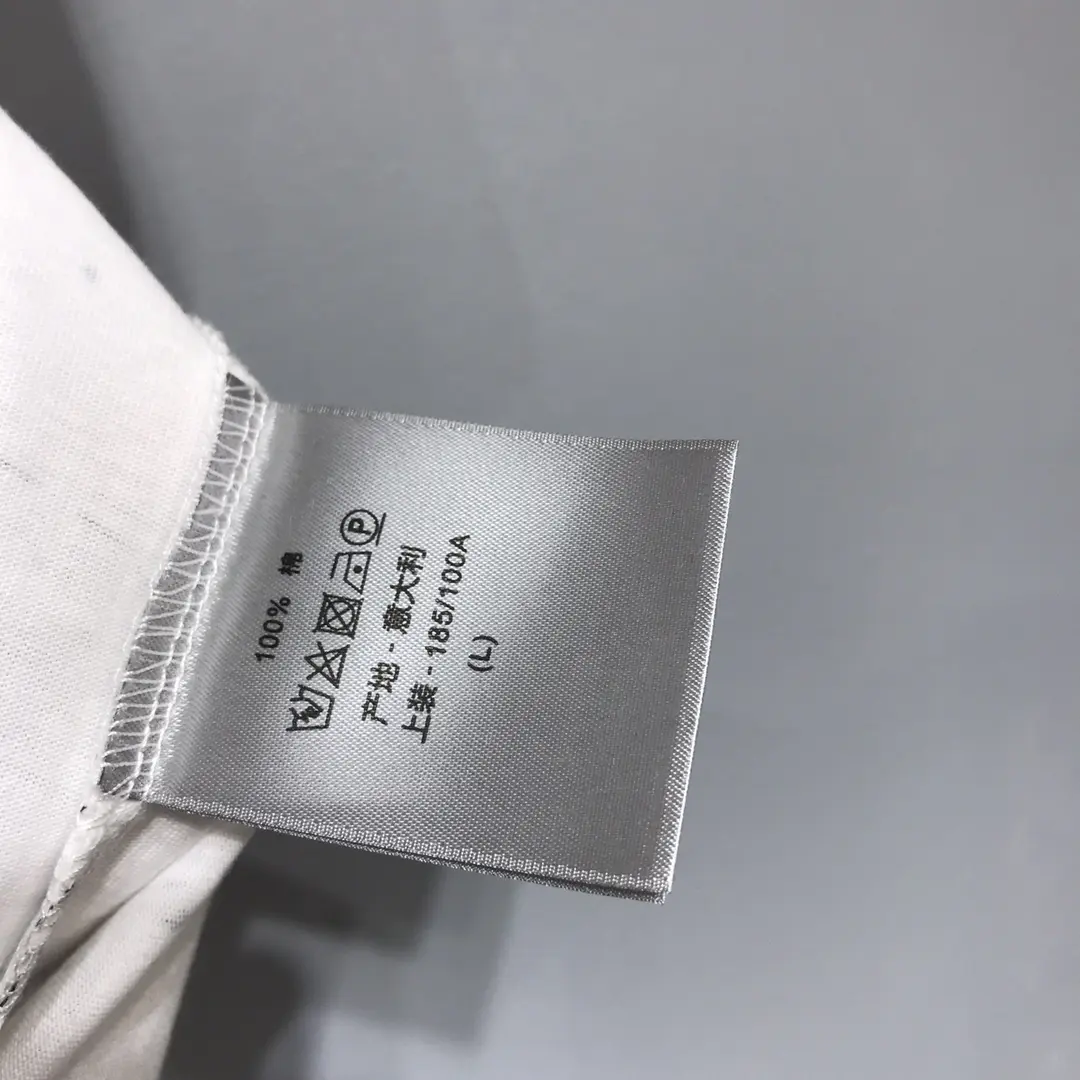 100% 棉
P
产地 - 意大利
上装 - 185/100A
(L)